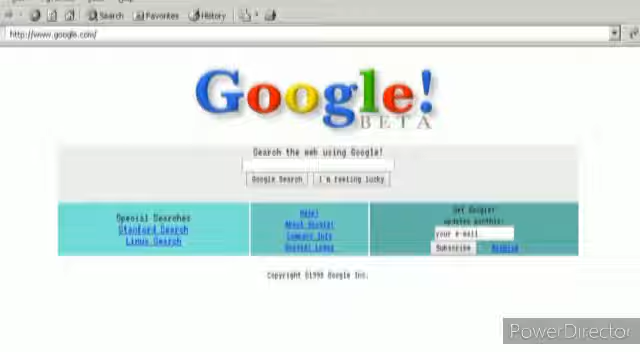 Search Favorites History
http://www.google.com/
Google!
BETA
Search the web using Google!
Google Search I'm feeling lucky
Special Searches
Stanford Search
Linux Search
Help!
About Google!
Company Info
Google! Logos
Get Google!
updates monthly:
your e-mail
Subscribe Archive
Copyright ©1998 Google Inc.
PowerDirector